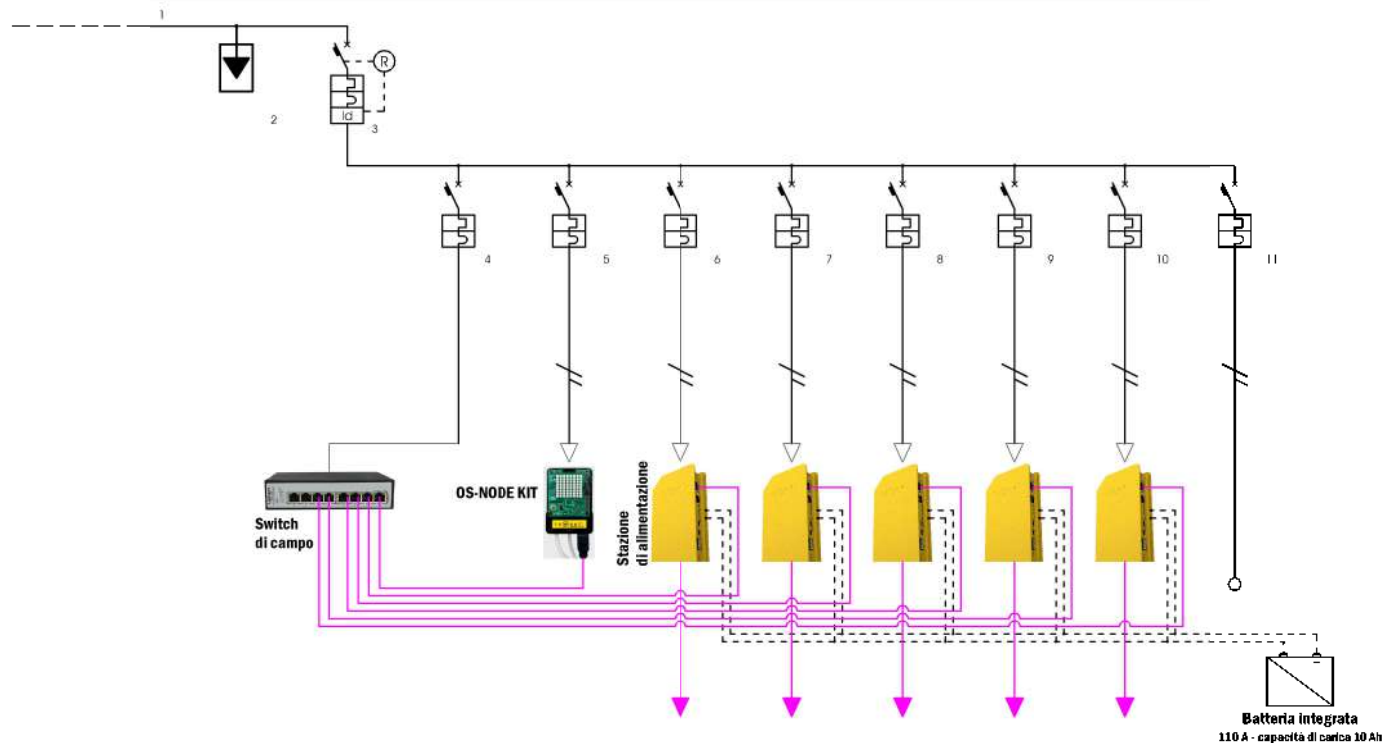 1
2
R
Id
3
4
5
6
7
8
9
10
11
Switch
di campo
OS-NODE KIT
Stazione
di alimentazione
Batteria integrata
110 A - capacità di carica 10 Ah